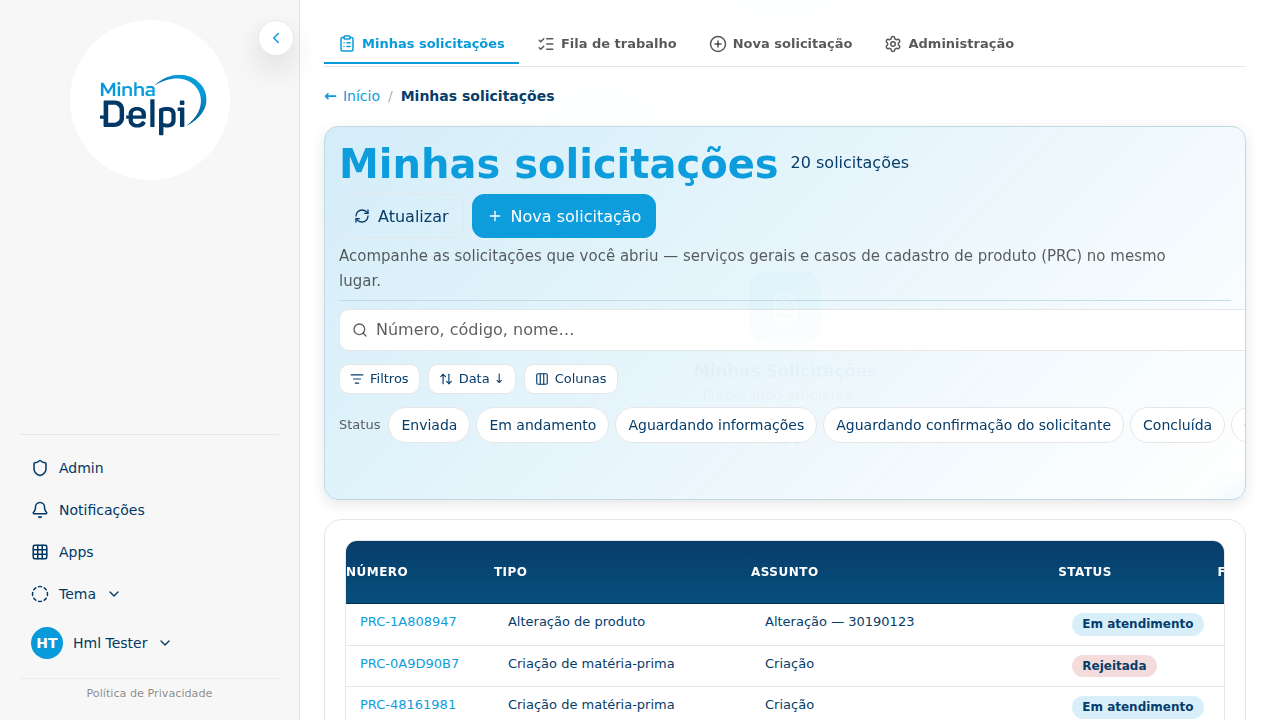 Minha
Delpi
Minhas solicitações
Fila de trabalho
Nova solicitação
Administração
← Início / Minhas solicitações
Minhas solicitações 20 solicitações
Atualizar
Nova solicitação
Acompanhe as solicitações que você abriu — serviços gerais e casos de cadastro de produto (PRC) no mesmo
lugar.
Número, código, nome...
Minhas Solicitações
Preparando ambiente
Filtros
Data ↓
Colunas
Status Enviada Em andamento Aguardando informações Aguardando confirmação do solicitante Concluída
NÚMERO TIPO ASSUNTO STATUS F
PRC-1A808947 Alteração de produto Alteração — 30190123 Em atendimento
PRC-0A9D90B7 Criação de matéria-prima Criação Rejeitada
PRC-48161981 Criação de matéria-prima Criação Em atendimento
Admin
Notificações
Apps
Tema
HT Hml Tester
Política de Privacidade